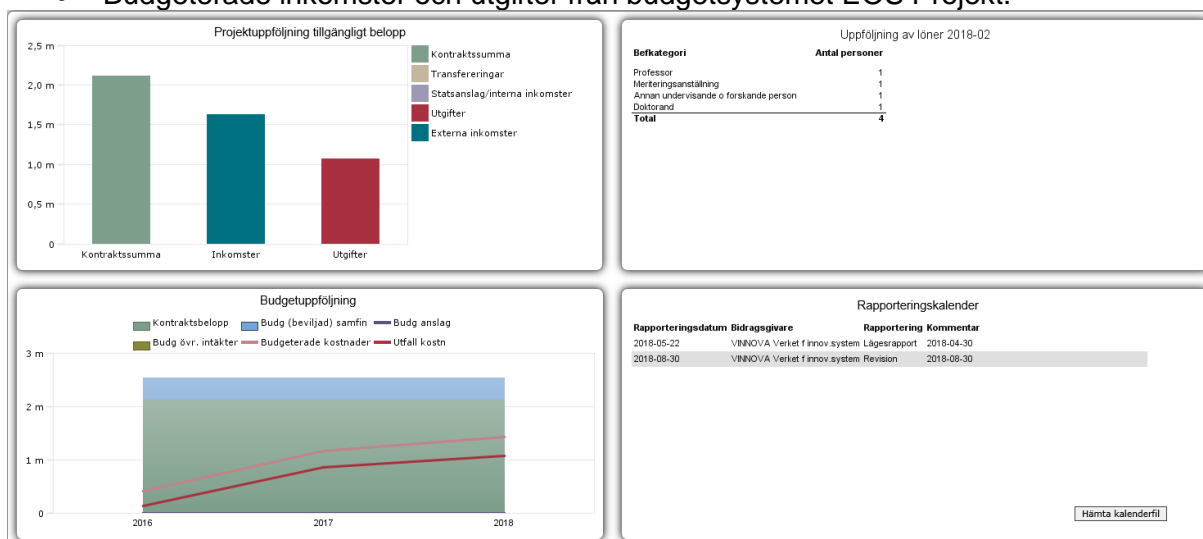 Budgeterade inkomster och utgifter från budgetsystemet EOS Projekt.
Projektuppföljning tillgängligt belopp
2,5 m
2,0 m
1,5 m
1,0 m
0,5 m
0
Kontraktssumma
Inkomster
Utgifter
Kontraktssumma
Transfereringar
Statsanslag/interna inkomster
Utgifter
Externa inkomster
Uppföljning av löner 2018-02
Befkategori Antal personer
Professor 1
Meriteringsanställning 1
Annan undervisande o forskande person 1
Doktorand 1
Total 4
Budgetuppföljning
Kontraktsbelopp Budg (beviljad) samfin Budg anslag
Budg övr. intäkter Budgeterade kostnader Utfall kostn
3 m
2 m
1 m
0
2016 2017 2018
Rapporteringskalender
Rapporteringsdatum Bidragsgivare Rapportering Kommentar
2018-05-22 VINNOVA Verket f innov.system Lägesrapport 2018-04-30
2018-08-30 VINNOVA Verket f innov.system Revision 2018-08-30
Hämta kalenderfil